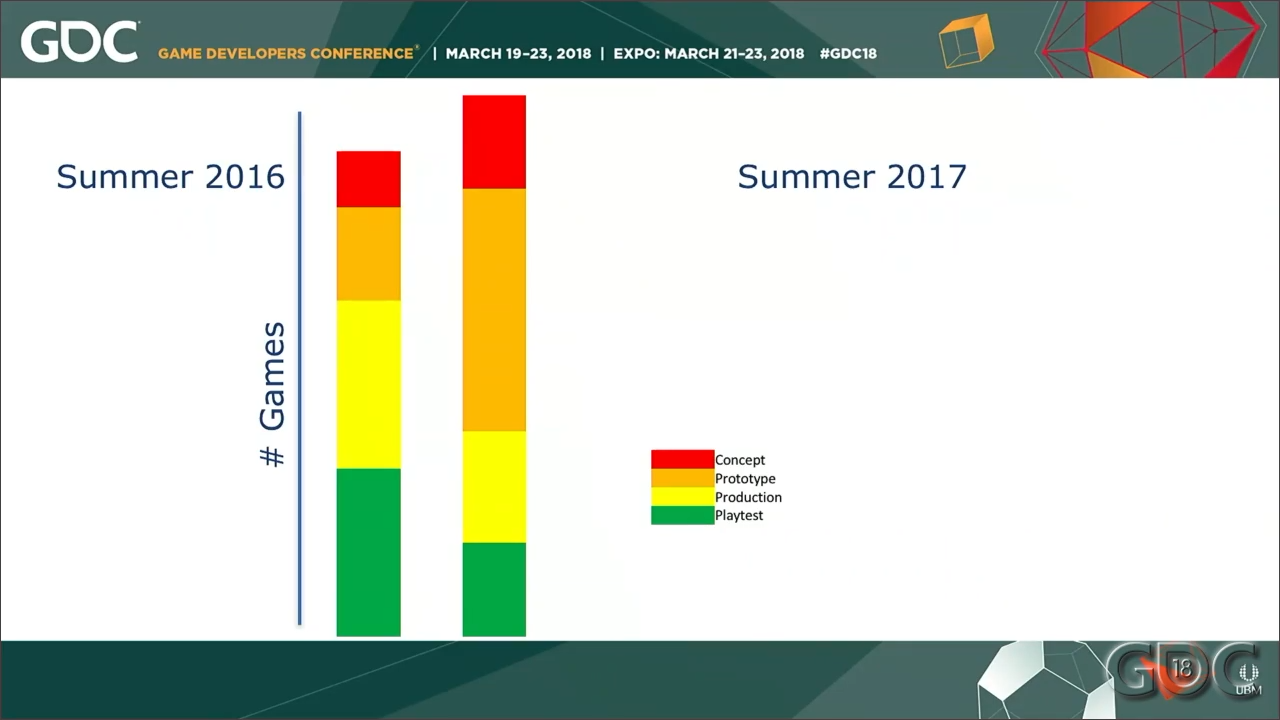 GDC
GAME DEVELOPERS CONFERENCE® | MARCH 19–23, 2018 | EXPO: MARCH 21–23, 2018 #GDC18
Summer 2016
Summer 2017
# Games
Concept
Prototype
Production
Playtest
GDC
18
UBM